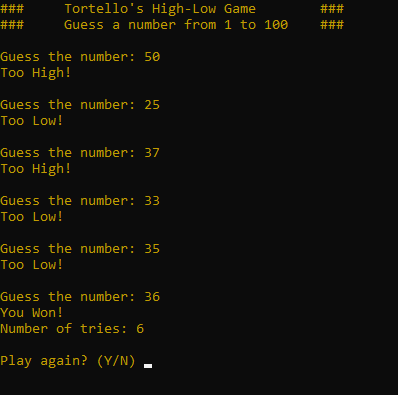 ###     Tortello's High-Low Game        ###
###     Guess a number from 1 to 100    ###
Guess the number: 50
Too High!
Guess the number: 25
Too Low!
Guess the number: 37
Too High!
Guess the number: 33
Too Low!
Guess the number: 35
Too Low!
Guess the number: 36
You Won!
Number of tries: 6
Play again? (Y/N)